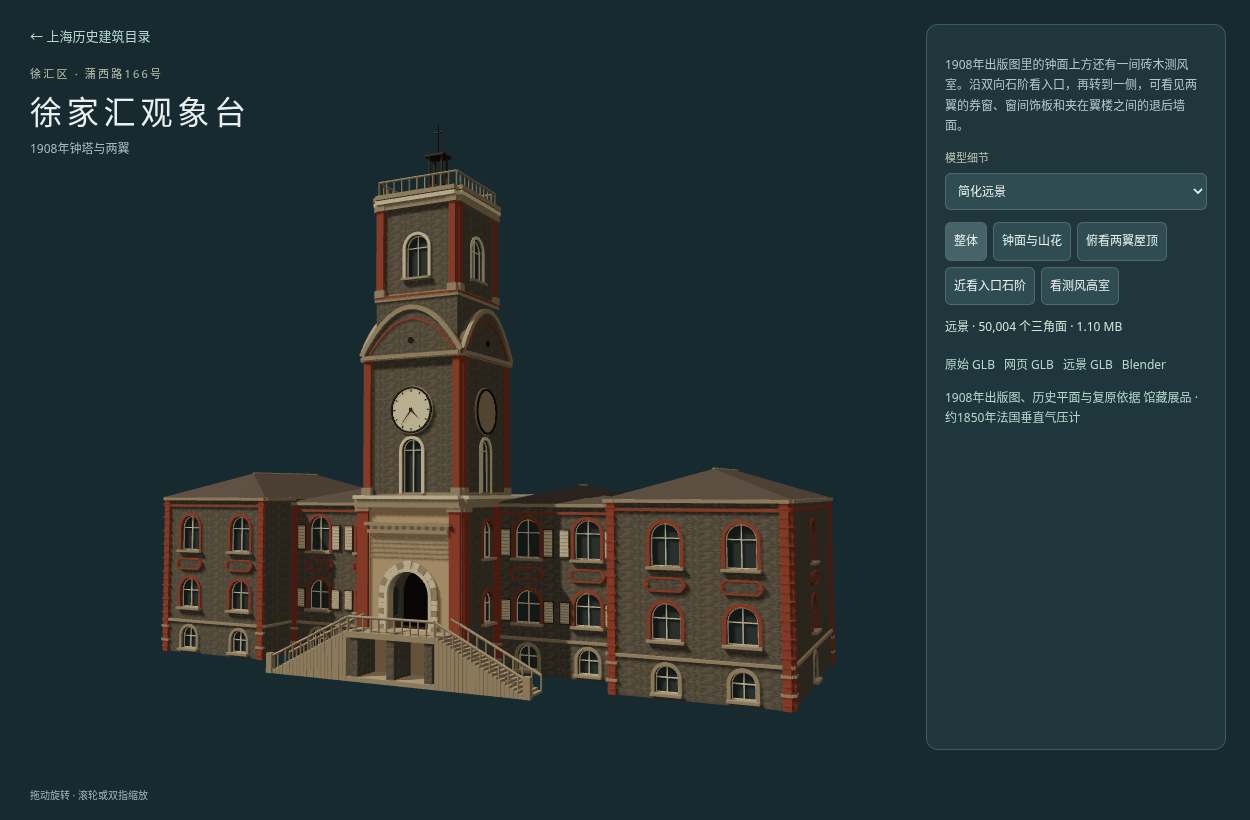 ← 上海历史建筑目录
徐汇区 · 蒲西路166号
徐家汇观象台
1908年钟塔与两翼
1908年出版图里的钟面上方还有一间砖木测风
室。沿双向石阶看入口，再转到一侧，可看见两
翼的券窗、窗间饰板和夹在翼楼之间的退后墙
面。
模型细节
简化远景
整体 钟面与山花 俯看两翼屋顶
近看入口石阶 看测风高室
远景 · 50,004 个三角面 · 1.10 MB
原始 GLB 网页 GLB 远景 GLB Blender
1908年出版图、历史平面与复原依据 馆藏展品 ·
约1850年法国垂直气压计
拖动旋转 · 滚轮或双指缩放